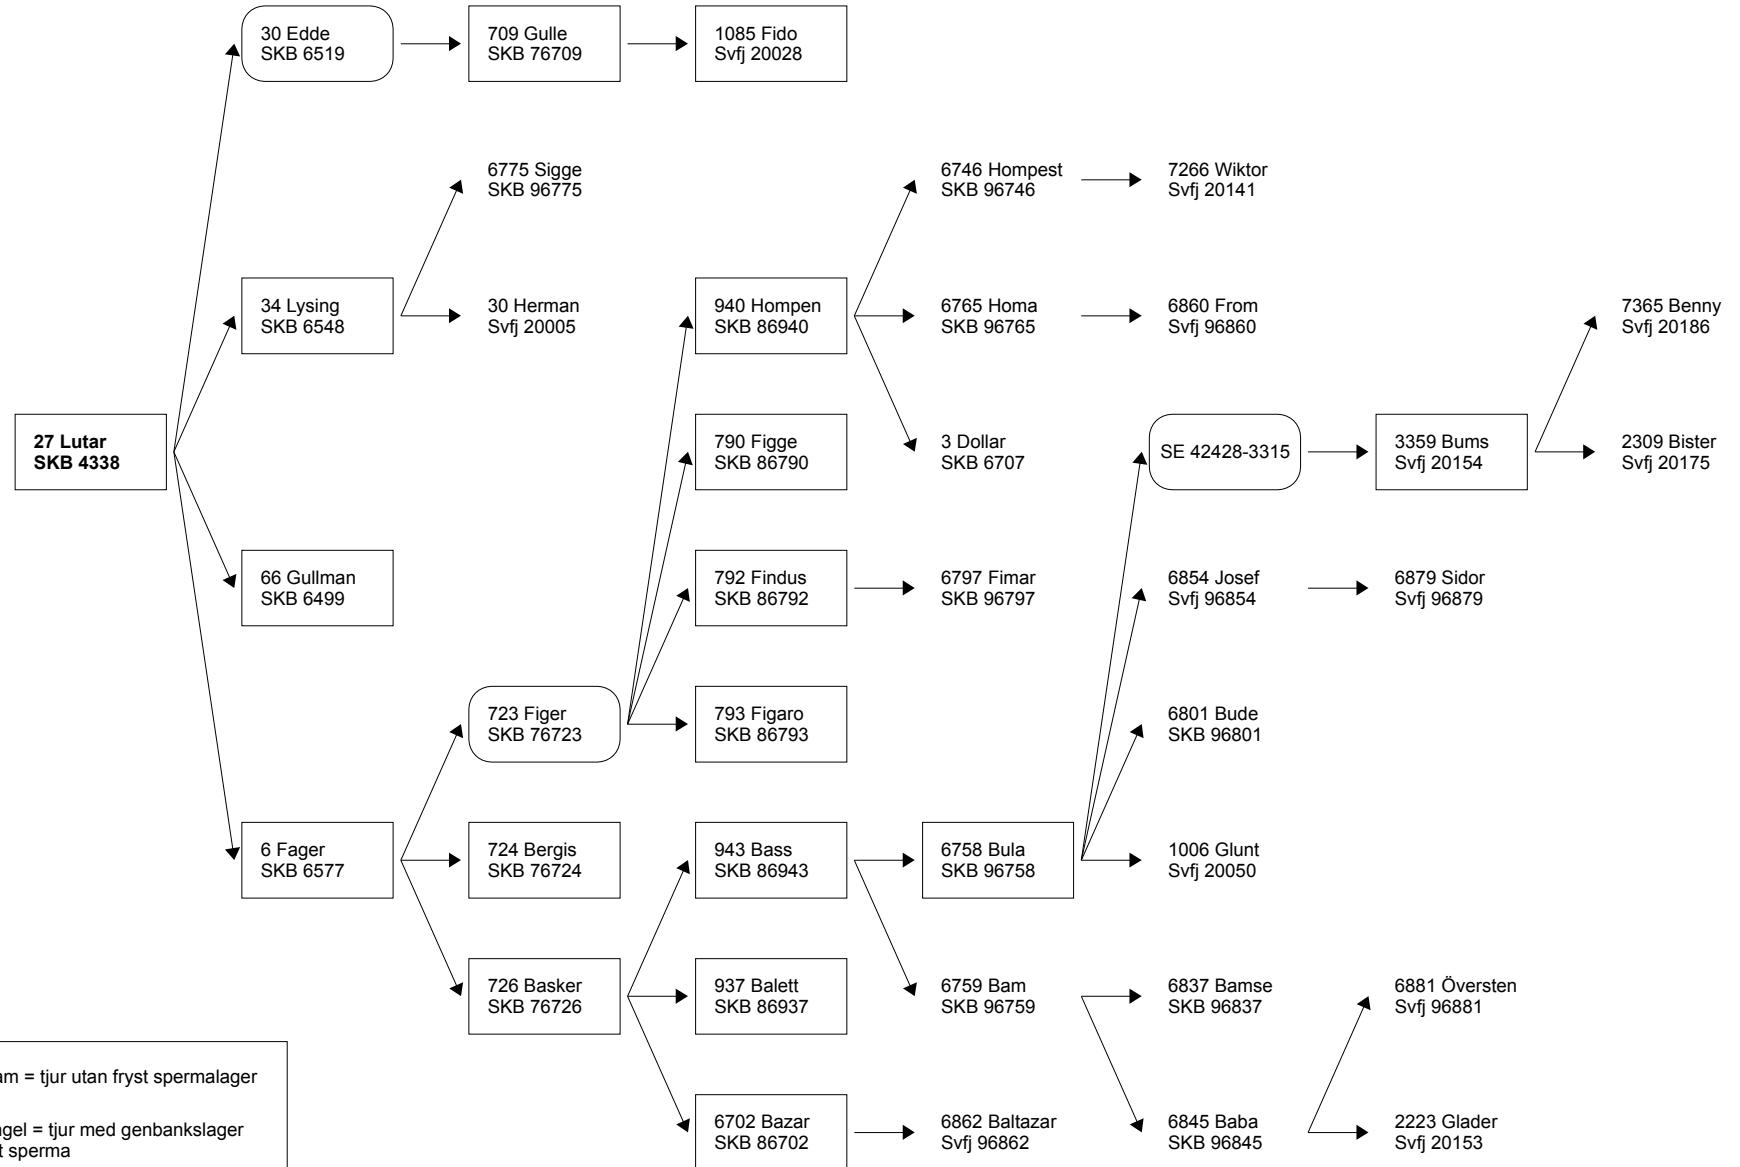 30 Edde
SKB 6519
709 Gulle
SKB 76709
1085 Fido
Svfj 20028
6775 Sigge
SKB 96775
6746 Hompest
SKB 96746
7266 Wiktor
Svfj 20141
34 Lysing
SKB 6548
30 Herman
Svfj 20005
940 Hompen
SKB 86940
6765 Homa
SKB 96765
6860 From
Svfj 96860
7365 Benny
Svfj 20186
27 Lutar
SKB 4338
790 Figge
SKB 86790
3 Dollar
SKB 6707
SE 42428-3315
3359 Bums
Svfj 20154
2309 Bister
Svfj 20175
66 Gullman
SKB 6499
792 Findus
SKB 86792
6797 Fimar
SKB 96797
6854 Josef
Svfj 96854
6879 Sidor
Svfj 96879
723 Figer
SKB 76723
793 Figaro
SKB 86793
6801 Bude
SKB 96801
6 Fager
SKB 6577
724 Bergis
SKB 76724
943 Bass
SKB 86943
6758 Bula
SKB 96758
1006 Glunt
Svfj 20050
726 Basker
SKB 76726
937 Balett
SKB 86937
6759 Bam
SKB 96759
6837 Bamse
SKB 96837
6881 Översten
Svfj 96881
6702 Bazar
SKB 86702
6862 Baltazar
Svfj 96862
6845 Baba
SKB 96845
2223 Glader
Svfj 20153
= tjur utan fryst spermalager
= tjur med genbankslager
sperma